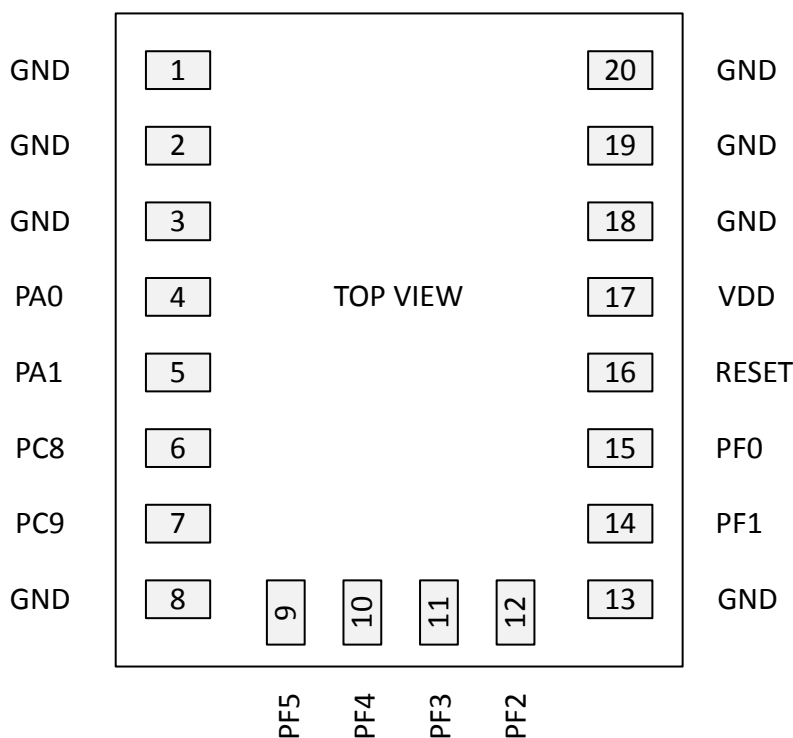 GND 1 20 GND
GND 2 19 GND
GND 3 18 GND
PA0 4 TOP VIEW 17 VDD
PA1 5 16 RESET
PC8 6 15 PF0
PC9 7 14 PF1
GND 8 9 10 11 12 13 GND
PF5 PF4 PF3 PF2